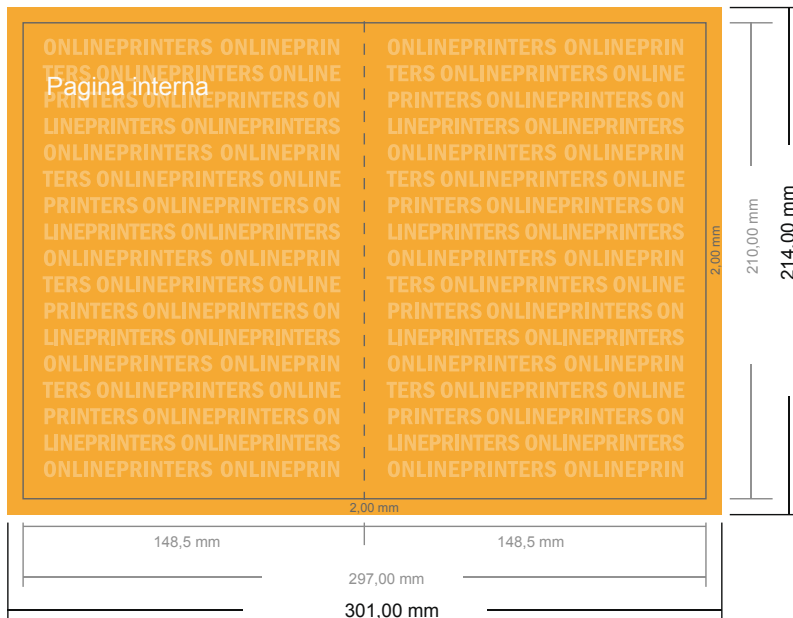 ONLINEPRINTERS ONLINEPRIN
TERS ONLINEPRINTERS ONLINE
Pagina interna
PRINTERS ONLINEPRINTERS ON
LINEPRINTERS ONLINEPRINTERS
ONLINEPRINTERS ONLINEPRIN
TERS ONLINEPRINTERS ONLINE
PRINTERS ONLINEPRINTERS ON
LINEPRINTERS ONLINEPRINTERS
ONLINEPRINTERS ONLINEPRIN
TERS ONLINEPRINTERS ONLINE
PRINTERS ONLINEPRINTERS ON
LINEPRINTERS ONLINEPRINTERS
ONLINEPRINTERS ONLINEPRIN
TERS ONLINEPRINTERS ONLINE
PRINTERS ONLINEPRINTERS ON
LINEPRINTERS ONLINEPRINTERS
ONLINEPRINTERS ONLINEPRIN
ONLINEPRINTERS ONLINEPRIN
TERS ONLINEPRINTERS ONLINE
PRINTERS ONLINEPRINTERS ON
LINEPRINTERS ONLINEPRINTERS
ONLINEPRINTERS ONLINEPRIN
TERS ONLINEPRINTERS ONLINE
PRINTERS ONLINEPRINTERS ON
LINEPRINTERS ONLINEPRINTERS
ONLINEPRINTERS ONLINEPRIN
TERS ONLINEPRINTERS ONLINE
PRINTERS ONLINEPRINTERS ON
LINEPRINTERS ONLINEPRINTERS
ONLINEPRINTERS ONLINEPRIN
TERS ONLINEPRINTERS ONLINE
PRINTERS ONLINEPRINTERS ON
LINEPRINTERS ONLINEPRINTERS
ONLINEPRINTERS ONLINEPRIN
2,00 mm
210,00 mm
214,00 mm
2,00 mm
148,5 mm
148,5 mm
297,00 mm
301,00 mm